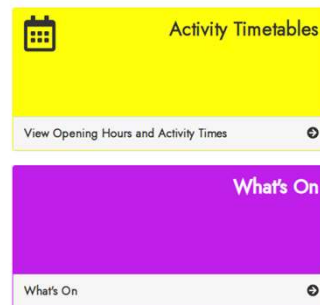 Activity Timetables
View Opening Hours and Activity Times
What's On
What's On